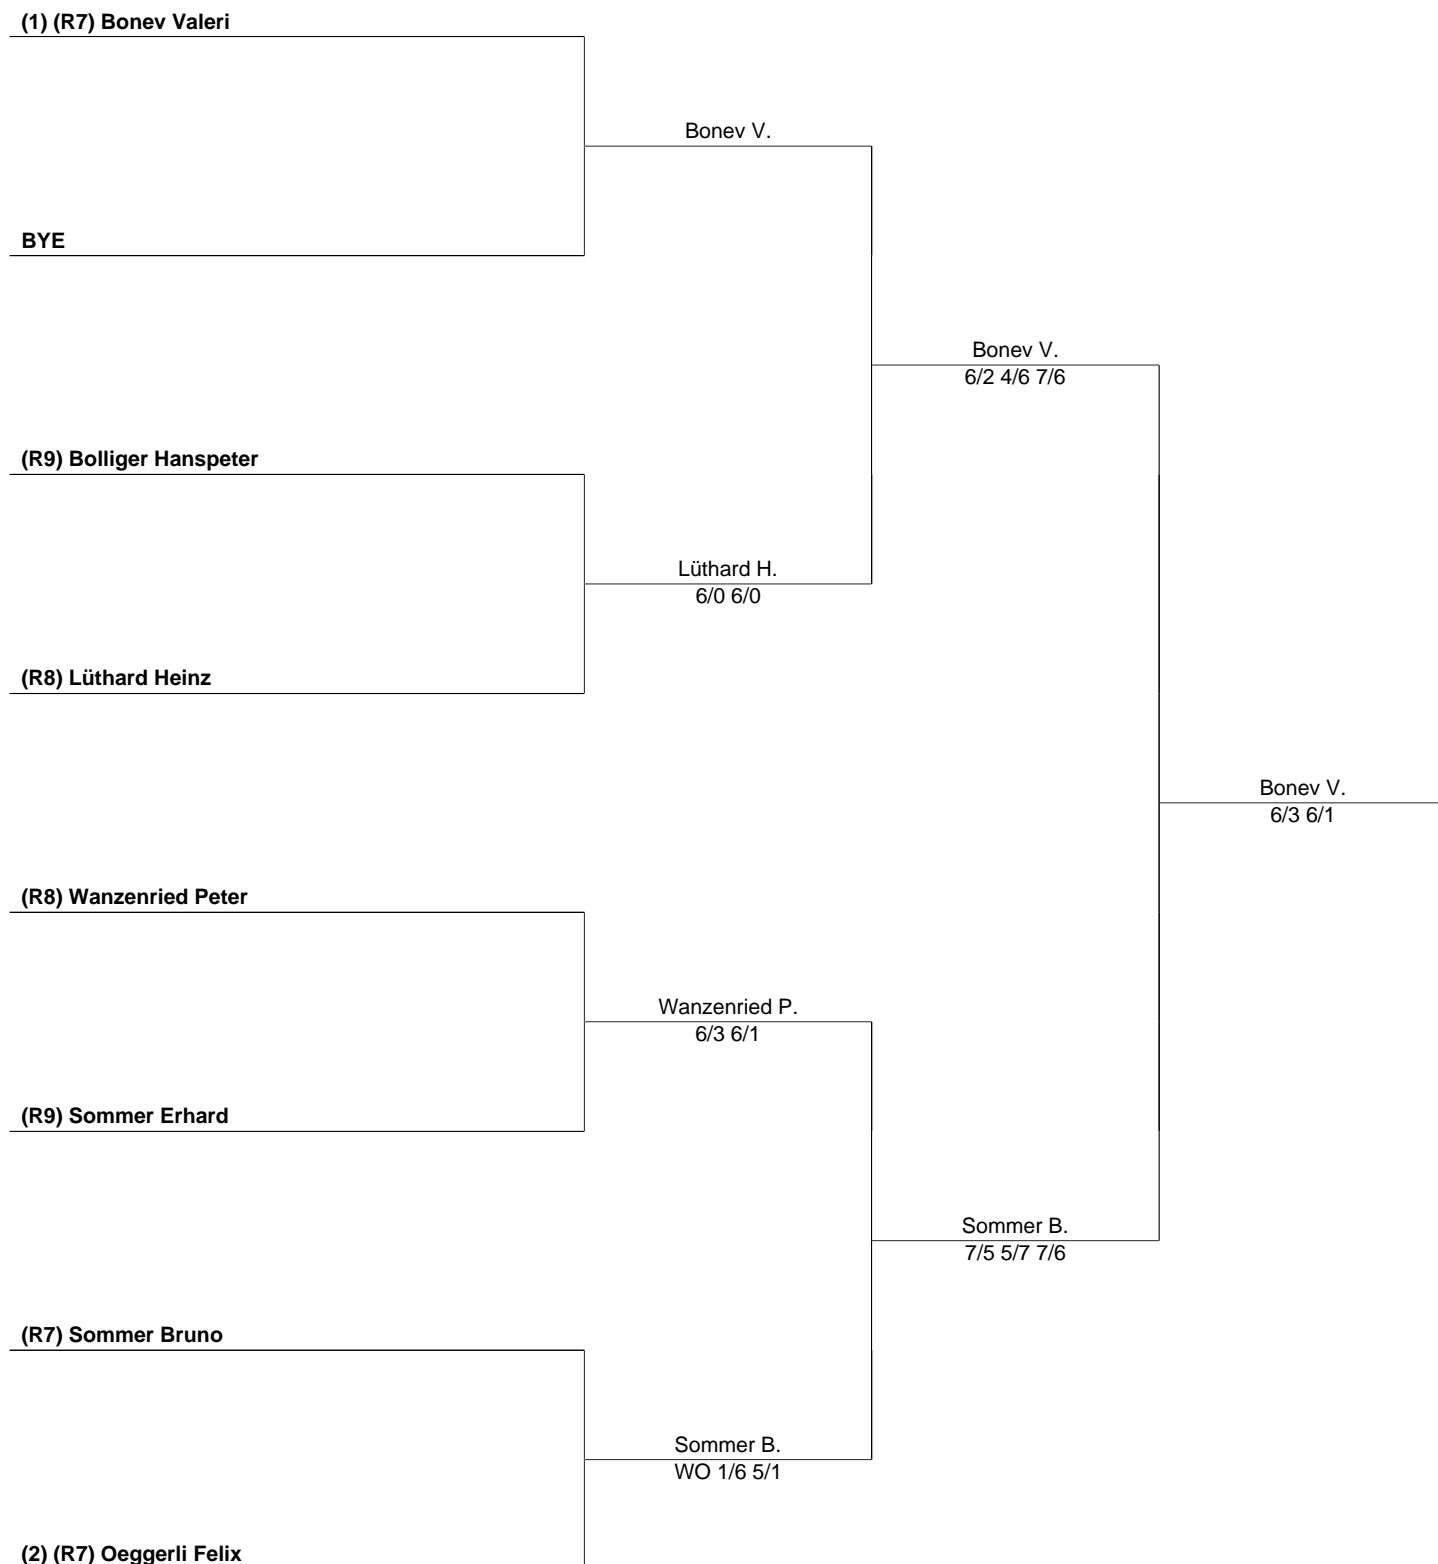 (1) (R7) Bonev Valeri
Bonev V.
BYE
Bonev V.
6/2 4/6 7/6
(R9) Bolliger Hanspeter
Lüthard H.
6/0 6/0
(R8) Lüthard Heinz
Bonev V.
6/3 6/1
(R8) Wanzenried Peter
Wanzenried P.
6/3 6/1
(R9) Sommer Erhard
Sommer B.
7/5 5/7 7/6
(R7) Sommer Bruno
Sommer B.
WO 1/6 5/1
(2) (R7) Oeggerli Felix